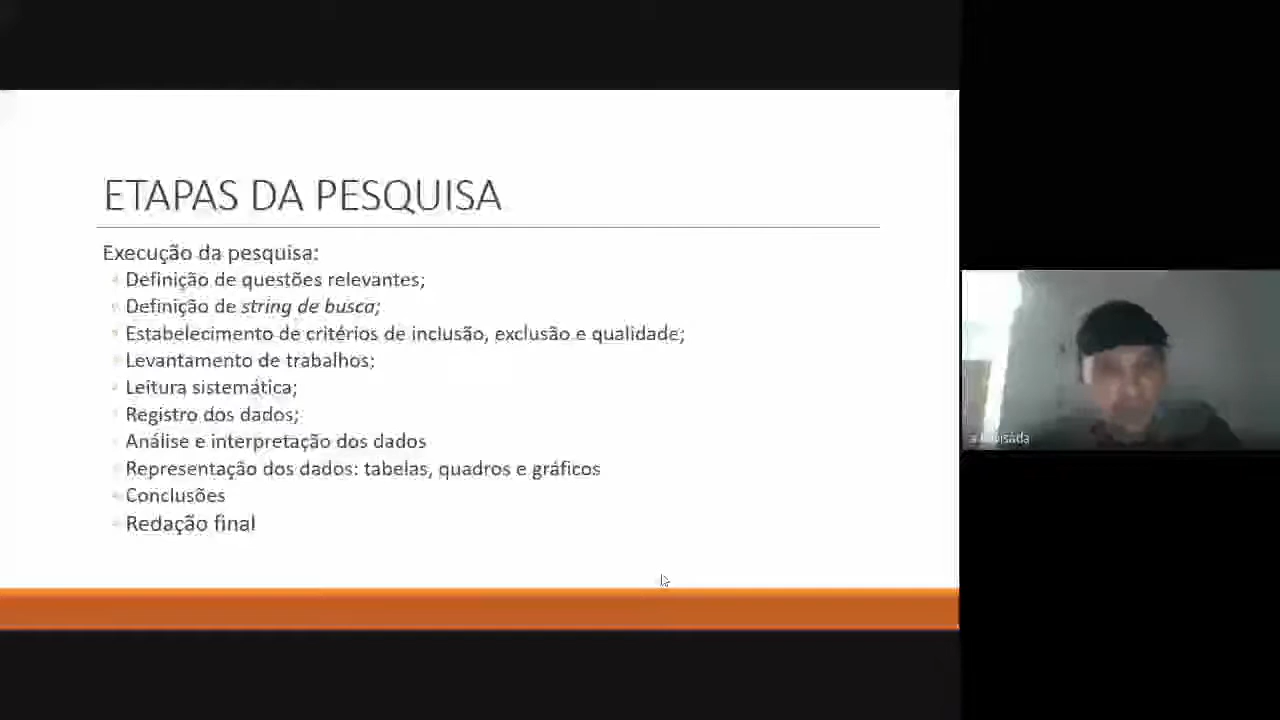 ETAPAS DA PESQUISA
Execução da pesquisa:
Definição de questões relevantes;
Definição de string de busca;
Estabelecimento de critérios de inclusão, exclusão e qualidade;
Levantamento de trabalhos;
Leitura sistemática;
Registro dos dados;
Análise e interpretação dos dados
Representação dos dados: tabelas, quadros e gráficos
Conclusões
Redação final